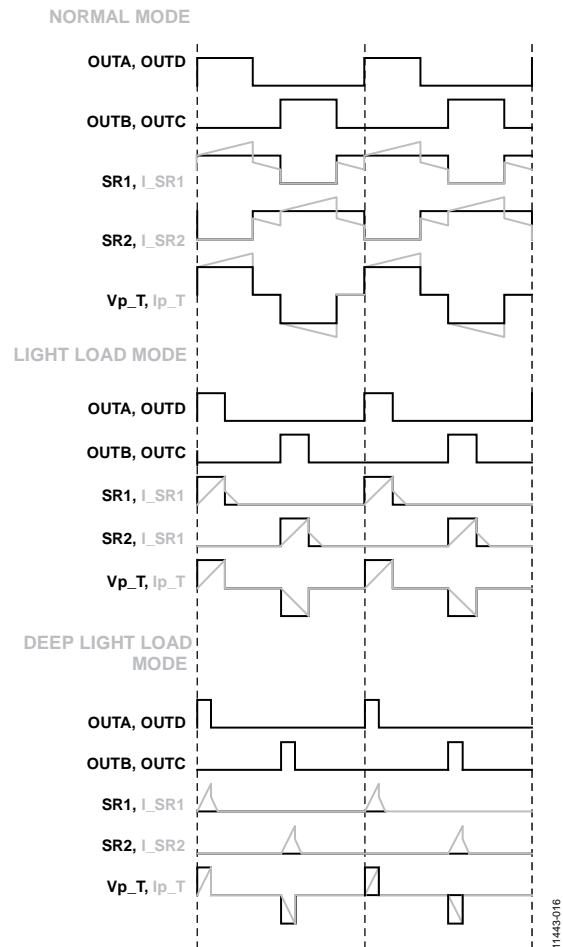 NORMAL MODE
OUTA, OUTD
OUTB, OUTC
SR1, I_SR1
SR2, I_SR2
Vp_T, Ip_T
LIGHT LOAD MODE
OUTA, OUTD
OUTB, OUTC
SR1, I_SR1
SR2, I_SR1
Vp_T, Ip_T
DEEP LIGHT LOAD
MODE
OUTA, OUTD
OUTB, OUTC
SR1, I_SR1
SR2, I_SR2
Vp_T, Ip_T
11443-016